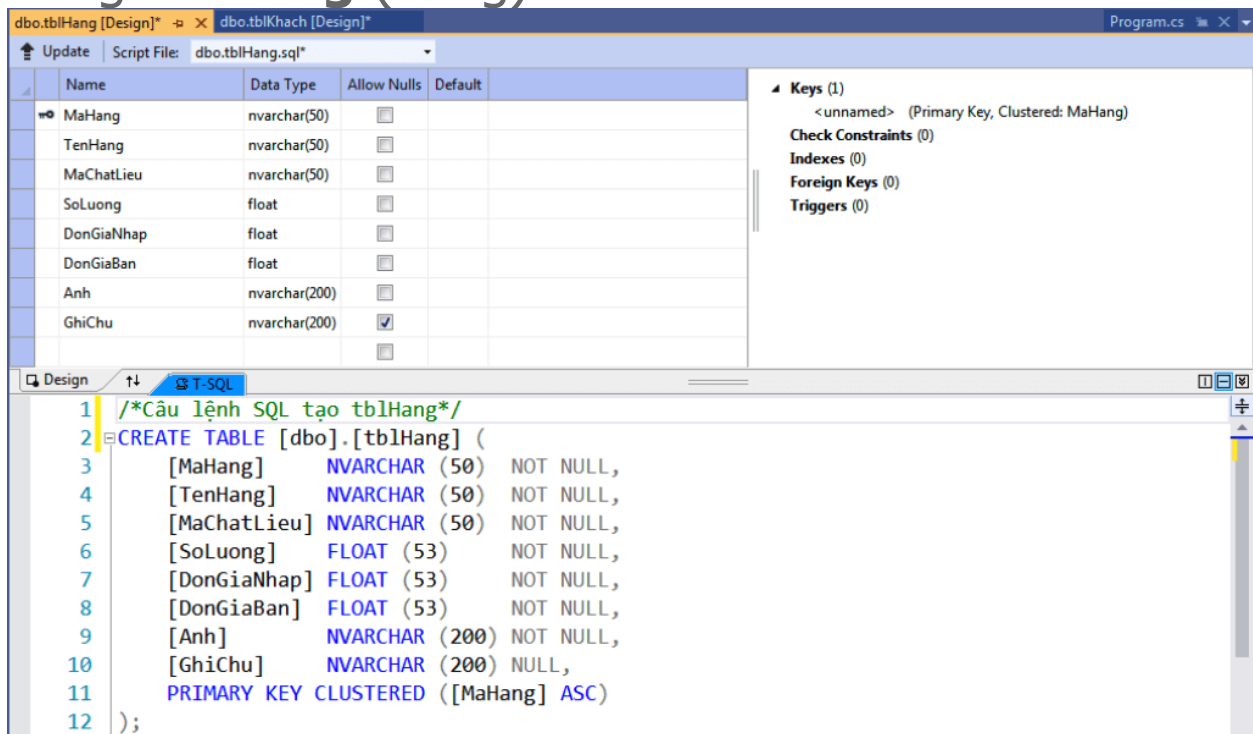 dbo.tblHang [Design]* dbo.tblKhach [Design]* Program.cs
Update Script File: dbo.tblHang.sql*
Name Data Type Allow Nulls Default
MaHang nvarchar(50)
TenHang nvarchar(50)
MaChatLieu nvarchar(50)
SoLuong float
DonGiaNhap float
DonGiaBan float
Anh nvarchar(200)
GhiChu nvarchar(200)
Keys (1)
<unnamed> (Primary Key, Clustered: MaHang)
Check Constraints (0)
Indexes (0)
Foreign Keys (0)
Triggers (0)
Design T-SQL
1 /*Câu lệnh SQL tạo tblHang*/
2 CREATE TABLE [dbo].[tblHang] (
3 [MaHang] NVARCHAR (50) NOT NULL,
4 [TenHang] NVARCHAR (50) NOT NULL,
5 [MaChatLieu] NVARCHAR (50) NOT NULL,
6 [SoLuong] FLOAT (53) NOT NULL,
7 [DonGiaNhap] FLOAT (53) NOT NULL,
8 [DonGiaBan] FLOAT (53) NOT NULL,
9 [Anh] NVARCHAR (200) NOT NULL,
10 [GhiChu] NVARCHAR (200) NULL,
11 PRIMARY KEY CLUSTERED ([MaHang] ASC)
12 );